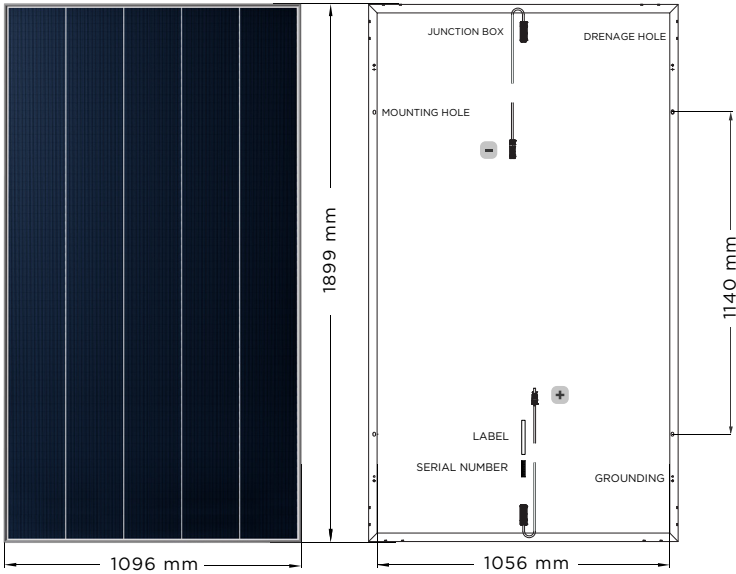 JUNCTION BOX
DRENAGE HOLE
MOUNTING HOLE
−
1899 mm
1140 mm
+
LABEL
SERIAL NUMBER
GROUNDING
1096 mm
1056 mm